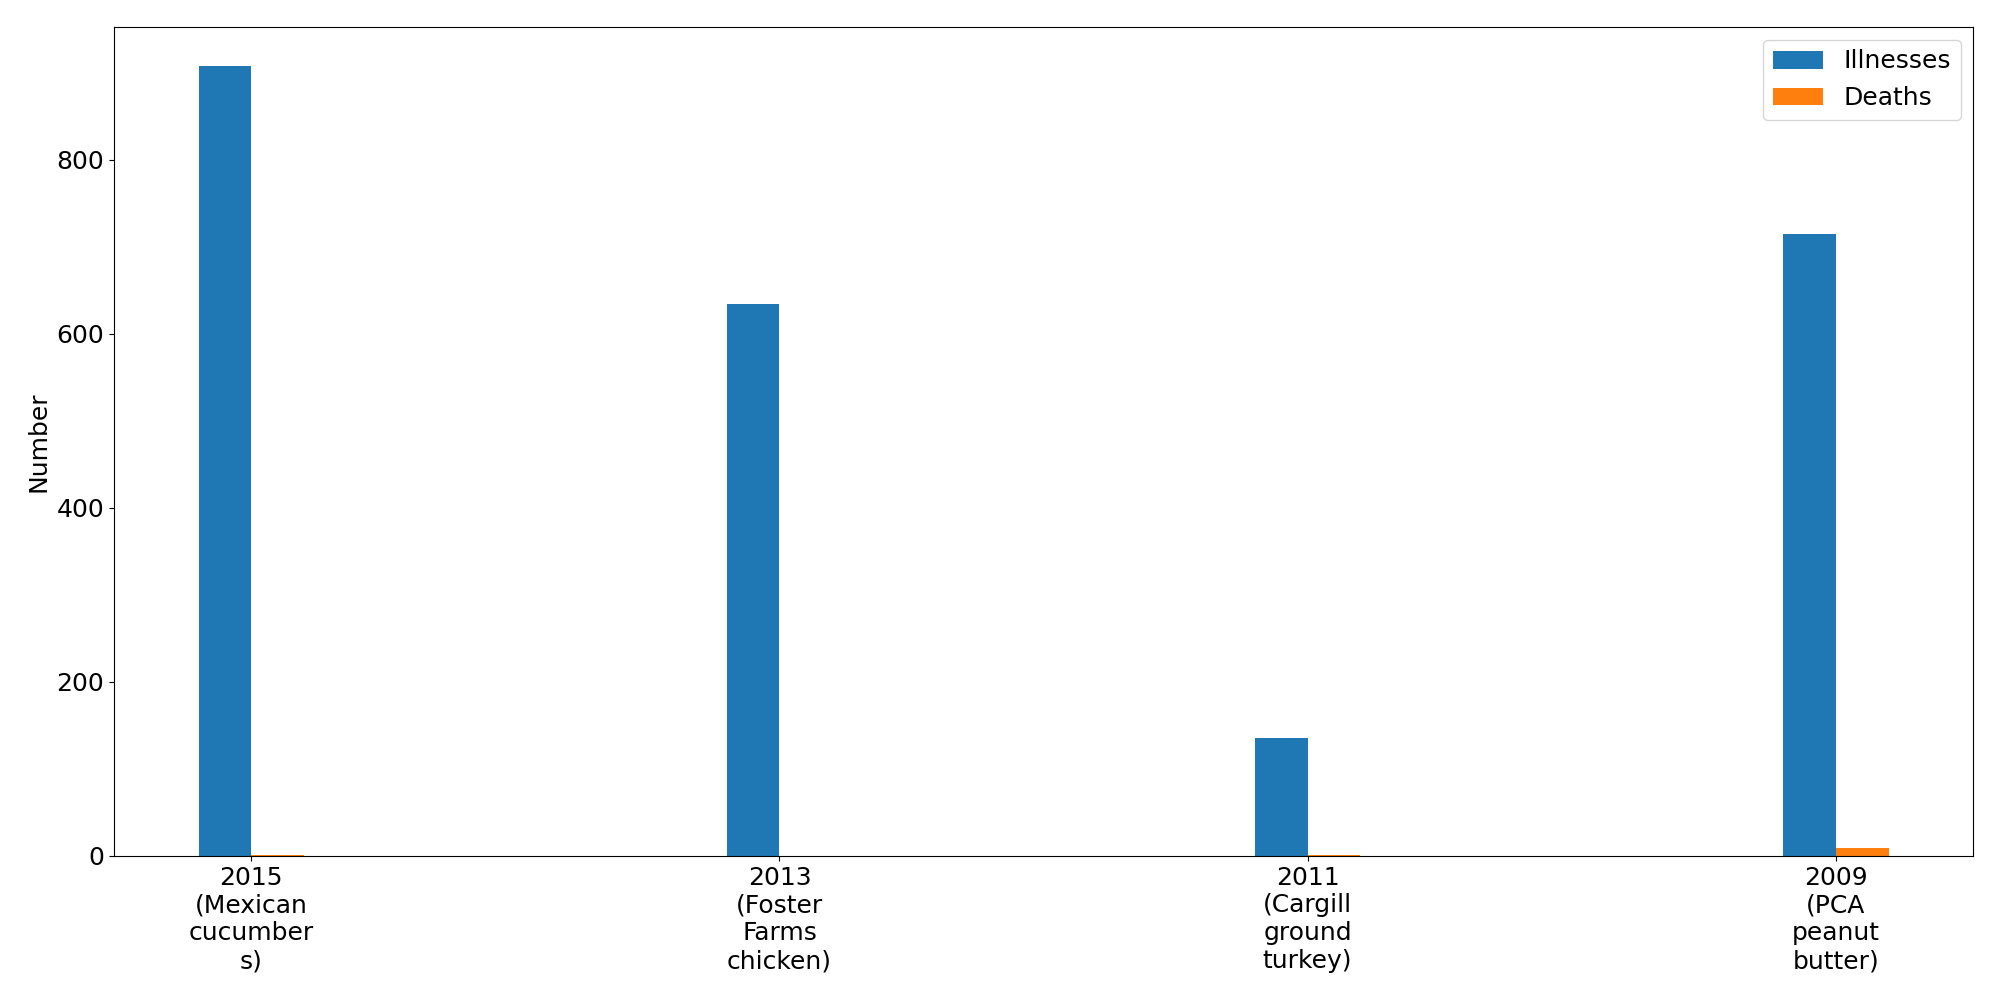 Illnesses
Deaths
Number
800
600
400
200
0
2015
(Mexican
cucumber
s)
2013
(Foster
Farms
chicken)
2011
(Cargill
ground
turkey)
2009
(PCA
peanut
butter)